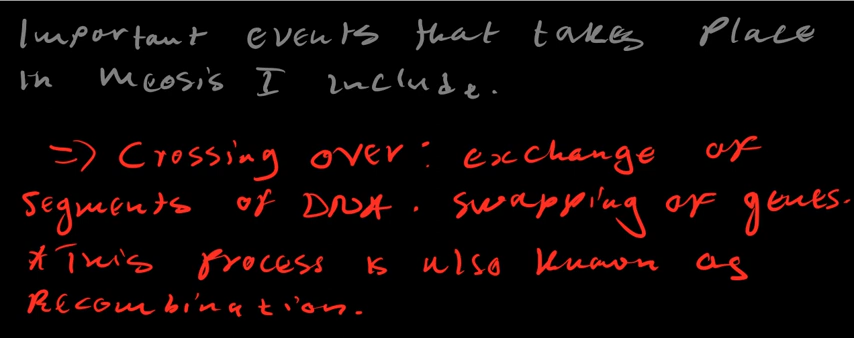 Important events that takes Place
in Meosis I include.
=> Crossing over: exchange of
segments of DNA. swapping of genes.
*This process is also known as
Recombination.